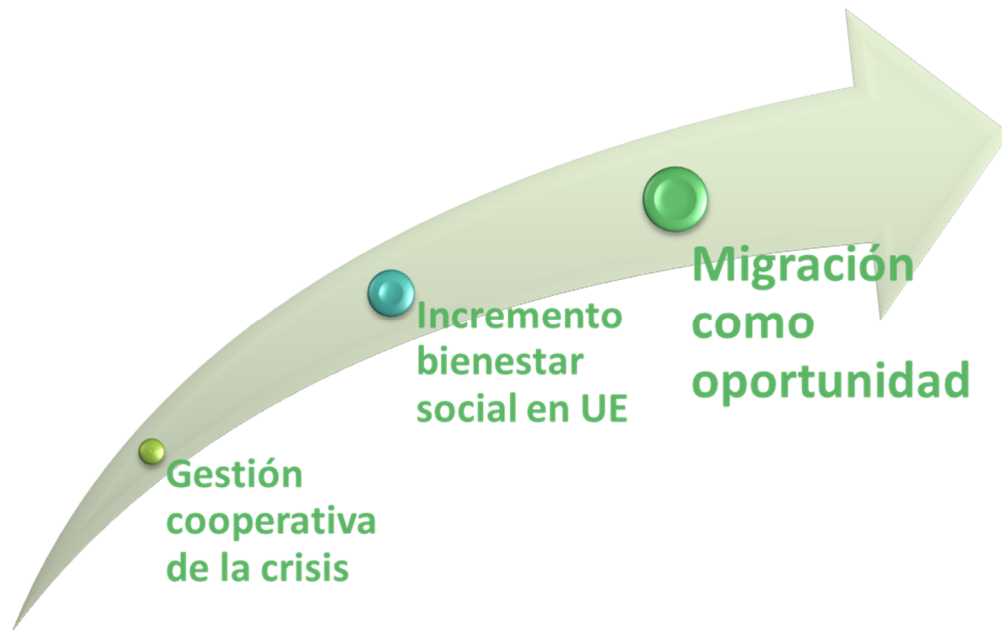 Migración
como
oportunidad
Incremento
bienestar
social en UE
Gestión
cooperativa
de la crisis